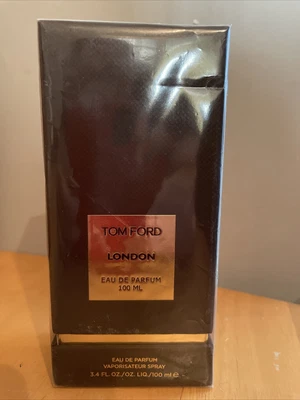 TOM FORD
LONDON
EAU DE PARFUM
100 ML
EAU DE PARFUM
VAPORISATEUR SPRAY
3.4 FL. OZ./OZ. LIQ./100 ml ℮